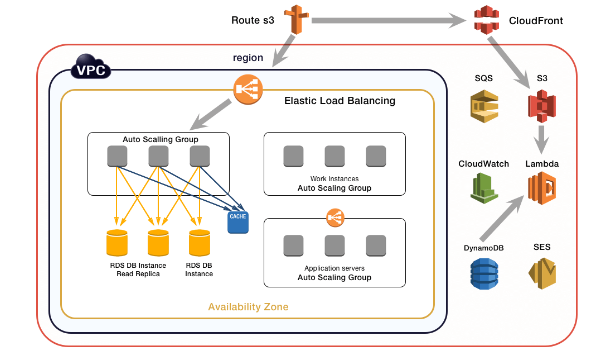 Route s3
CloudFront
region
VPC
Elastic Load Balancing
SQS
S3
Auto Scalling Group
Work Instances
Auto Scaling Group
CloudWatch
Lambda
CACHE
RDS DB Instance
Read Replica
RDS DB
Instance
Application servers
Auto Scaling Group
DynamoDB
SES
Availability Zone